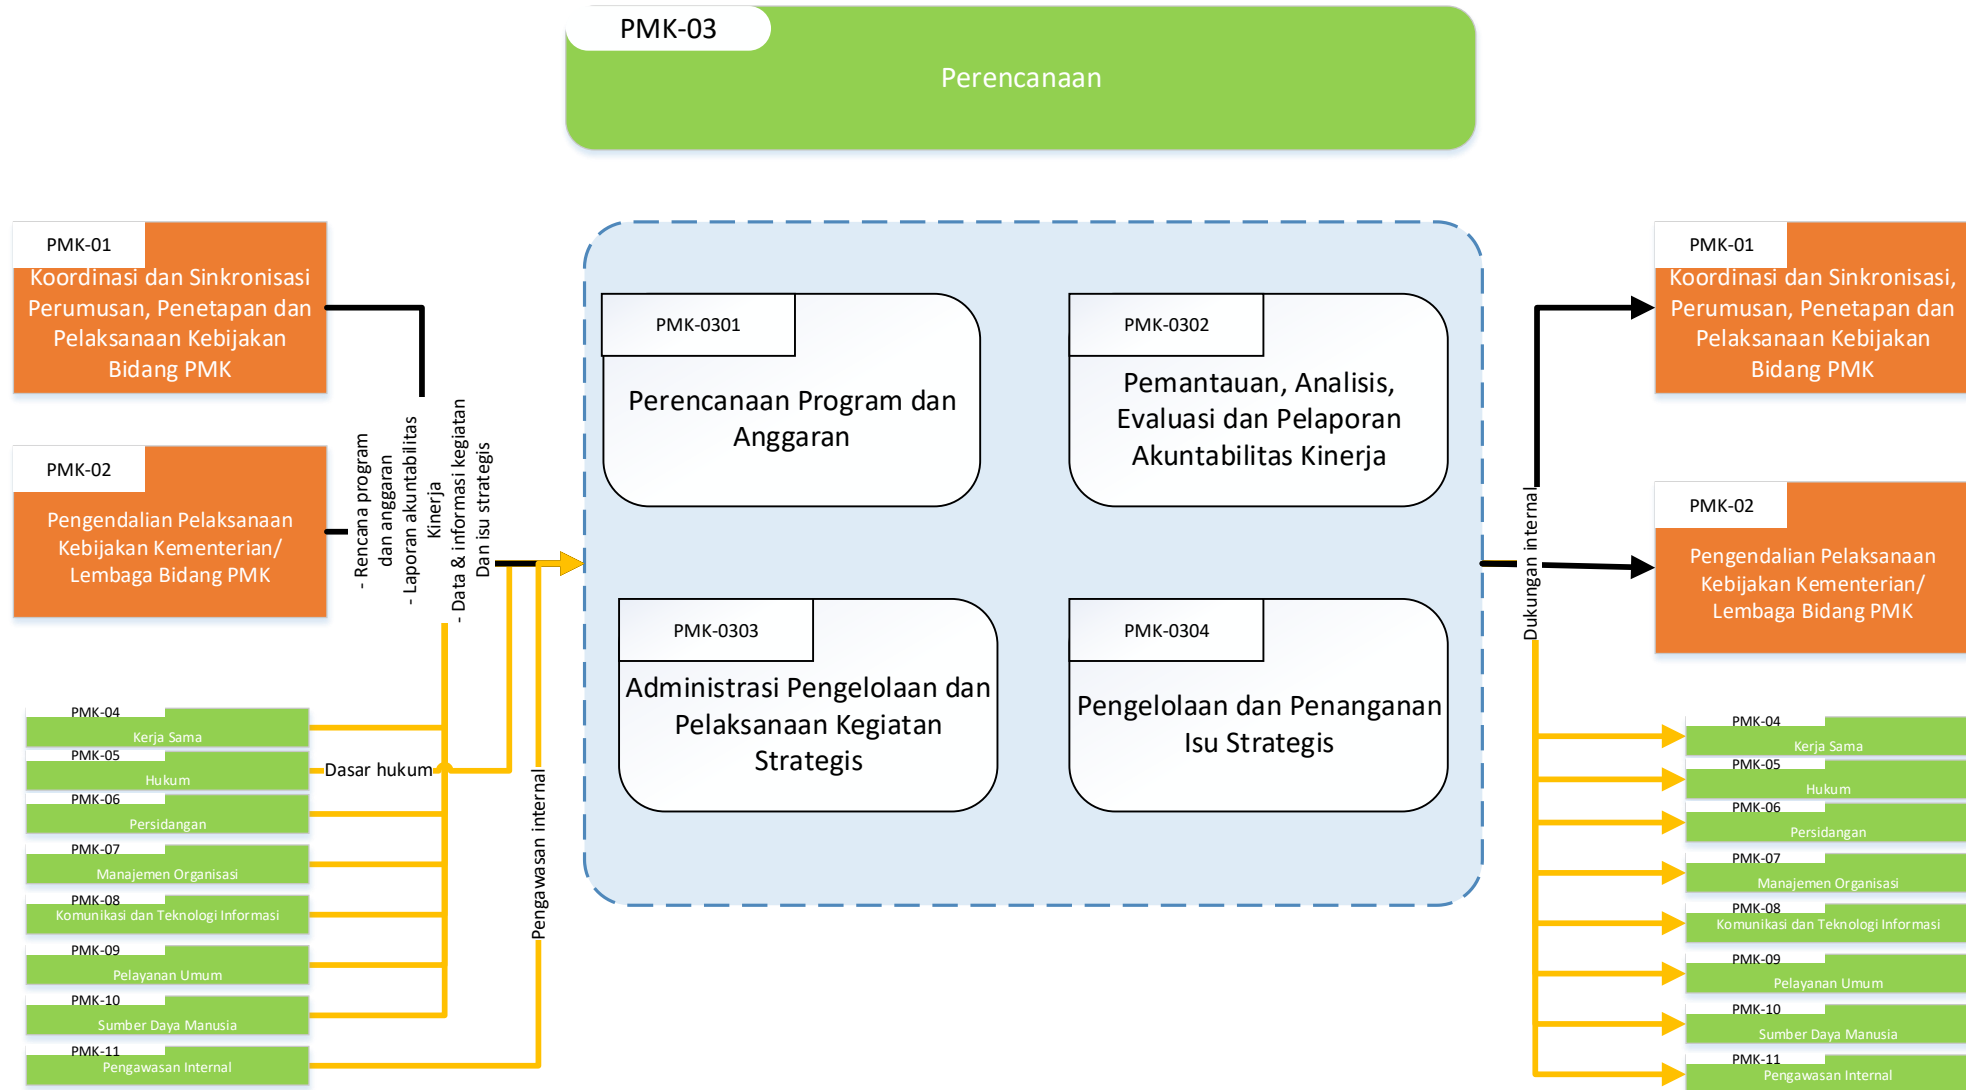 PMK-03
Perencanaan
PMK-01
Koordinasi dan Sinkronisasi
Perumusan, Penetapan dan
Pelaksanaan Kebijakan
Bidang PMK
PMK-02
Pengendalian Pelaksanaan
Kebijakan Kementerian/
Lembaga Bidang PMK
PMK-04
Kerja Sama
PMK-05
Hukum
PMK-06
Persidangan
PMK-07
Manajemen Organisasi
PMK-08
Komunikasi dan Teknologi Informasi
PMK-09
Pelayanan Umum
PMK-10
Sumber Daya Manusia
PMK-11
Pengawasan Internal
- Rencana program
dan anggaran
- Laporan akuntabilitas
Kinerja
- Data & informasi kegiatan
Dan isu strategis
Dasar hukum
Pengawasan internal
PMK-0301
Perencanaan Program dan
Anggaran
PMK-0302
Pemantauan, Analisis,
Evaluasi dan Pelaporan
Akuntabilitas Kinerja
PMK-0303
Administrasi Pengelolaan dan
Pelaksanaan Kegiatan
Strategis
PMK-0304
Pengelolaan dan Penanganan
Isu Strategis
Dukungan internal
PMK-01
Koordinasi dan Sinkronisasi,
Perumusan, Penetapan dan
Pelaksanaan Kebijakan
Bidang PMK
PMK-02
Pengendalian Pelaksanaan
Kebijakan Kementerian/
Lembaga Bidang PMK
PMK-04
Kerja Sama
PMK-05
Hukum
PMK-06
Persidangan
PMK-07
Manajemen Organisasi
PMK-08
Komunikasi dan Teknologi Informasi
PMK-09
Pelayanan Umum
PMK-10
Sumber Daya Manusia
PMK-11
Pengawasan Internal